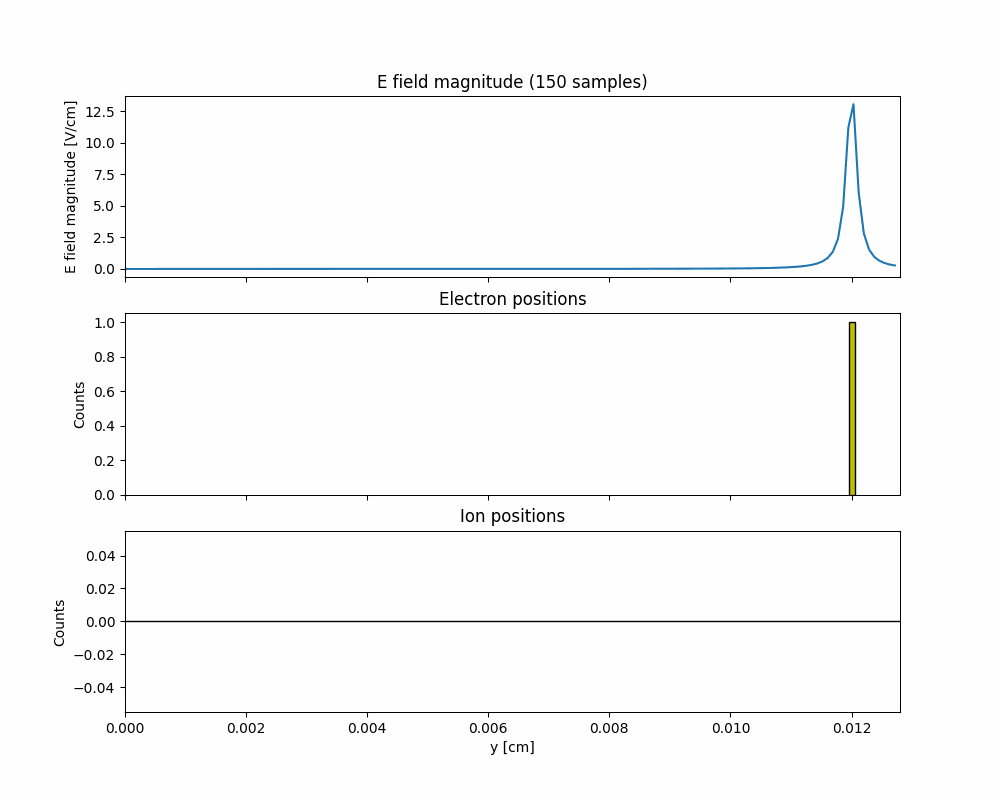 E field magnitude (150 samples)
E field magnitude [V/cm]
12.5
10.0
7.5
5.0
2.5
0.0
Electron positions
Counts
1.0
0.8
0.6
0.4
0.2
0.0
Ion positions
Counts
0.04
0.02
0.00
−0.02
−0.04
0.000 0.002 0.004 0.006 0.008 0.010 0.012
y [cm]